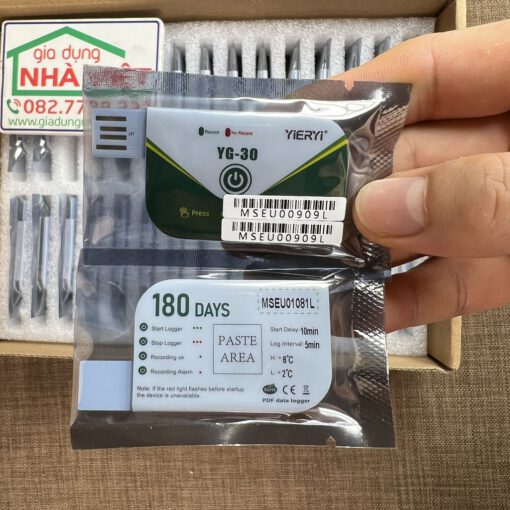 gia dụng
NHÀ
082.77
www.giadung
Record
No Record
YiERYi®
YG-30
Press
MSEU00909L
MSEU00909L
180 DAYS
MSEU01081L
Start Logger
Stop Logger
Recording ok
Recording Alarm
PASTE
AREA
Start Delay: 10min
Log Interval: 5min
H: = 8℃
L: = 2℃
Note: If the red light flashes before startup
the device is unavailable.
RoHS CE
PDF data logger